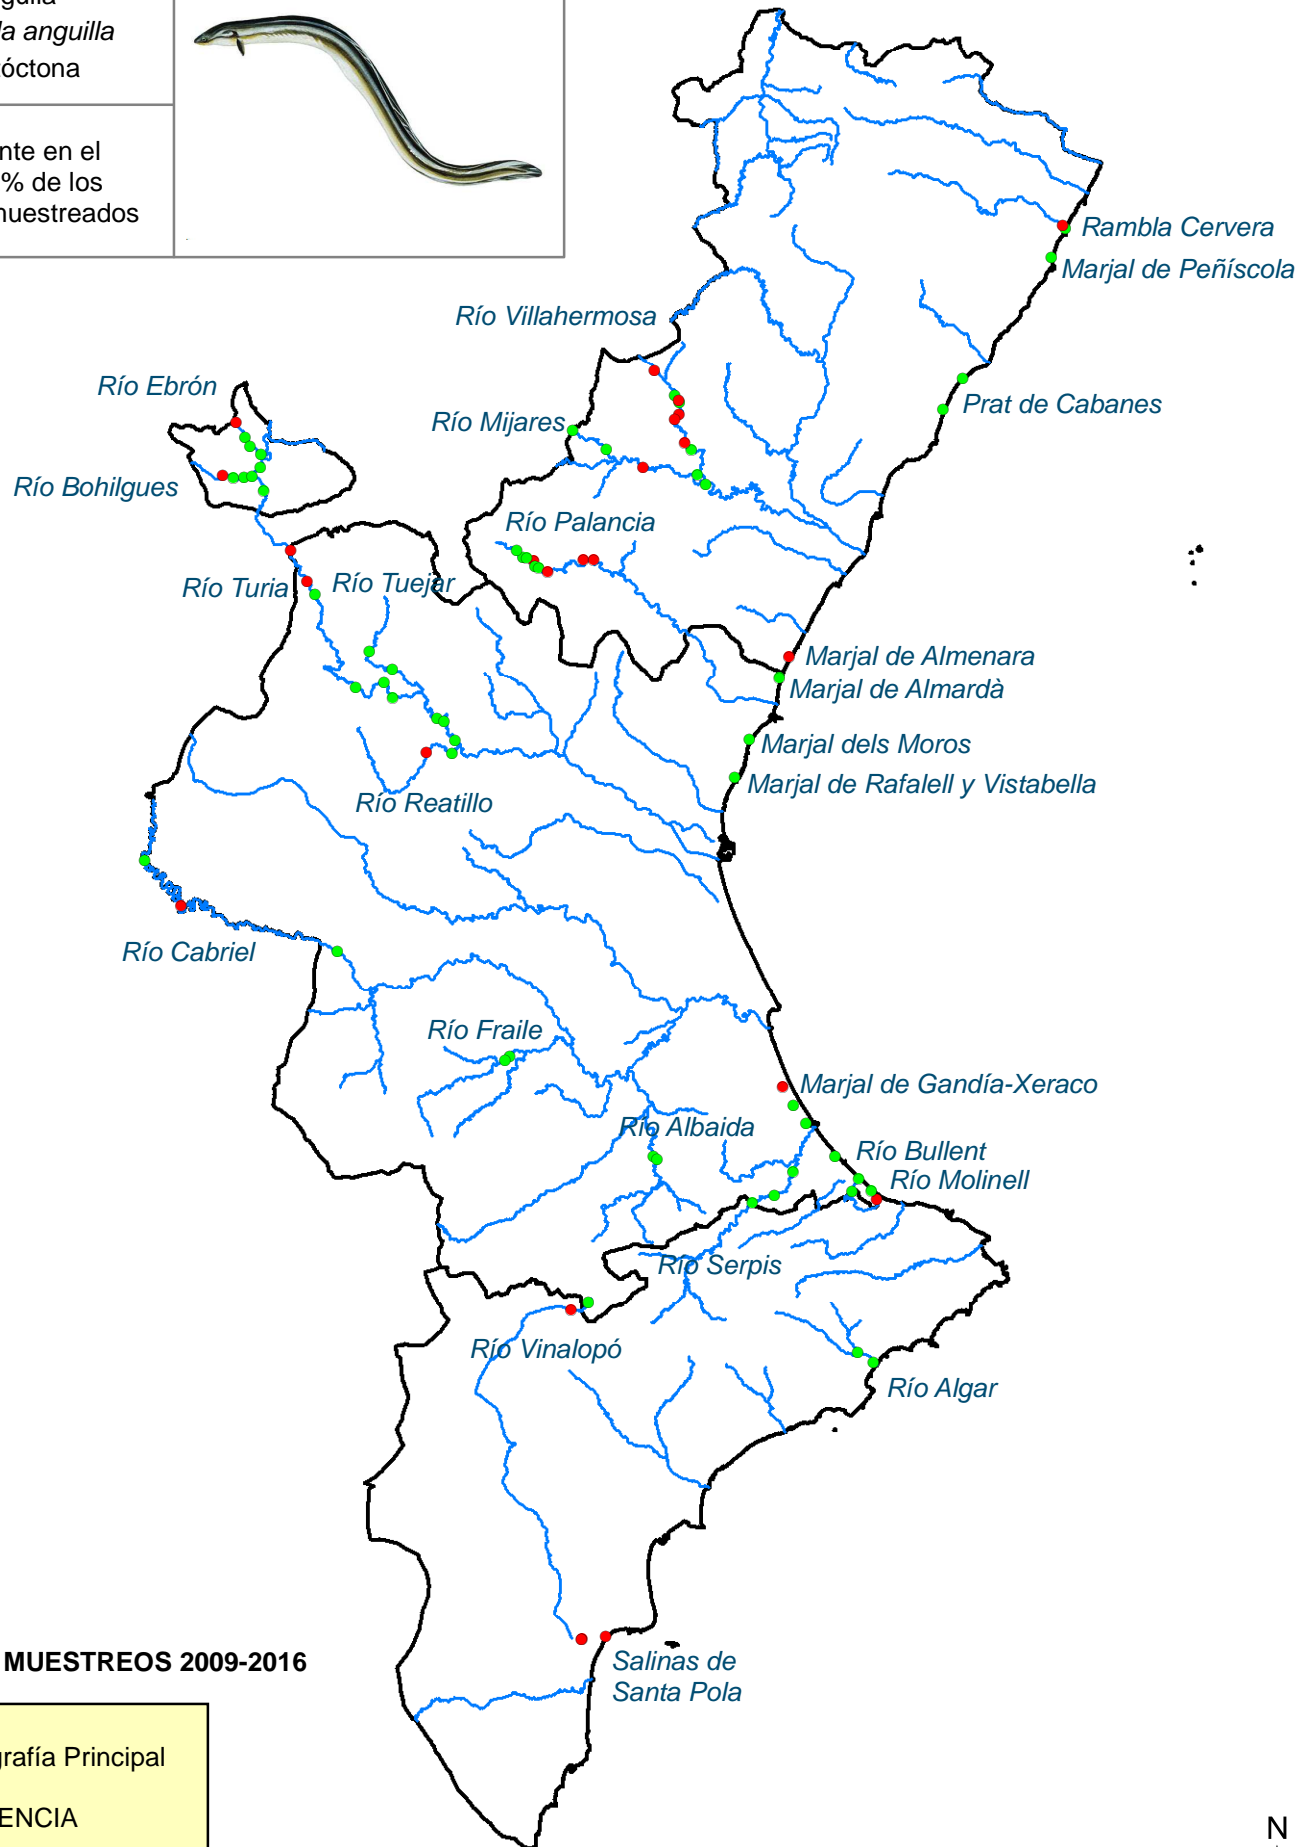 guilla
la anguilla
tóctona
nte en el
% de los
nuestreados
Rambla Cervera
Marjal de Peñíscola
Río Villahermosa
Río Ebrón
Prat de Cabanes
Río Mijares
Río Bohilgues
Río Palancia
Río Turia
Río Tuejar
Marjal de Almenara
Marjal de Almardà
Marjal dels Moros
Marjal de Rafalell y Vistabella
Río Reatillo
Río Cabriel
Río Fraile
Marjal de Gandía-Xeraco
Río Albaida
Río Bullent
Río Molinell
Río Serpis
Río Vinalopó
Río Algar
MUESTREOS 2009-2016
Salinas de
Santa Pola
grafía Principal
ENCIA
N